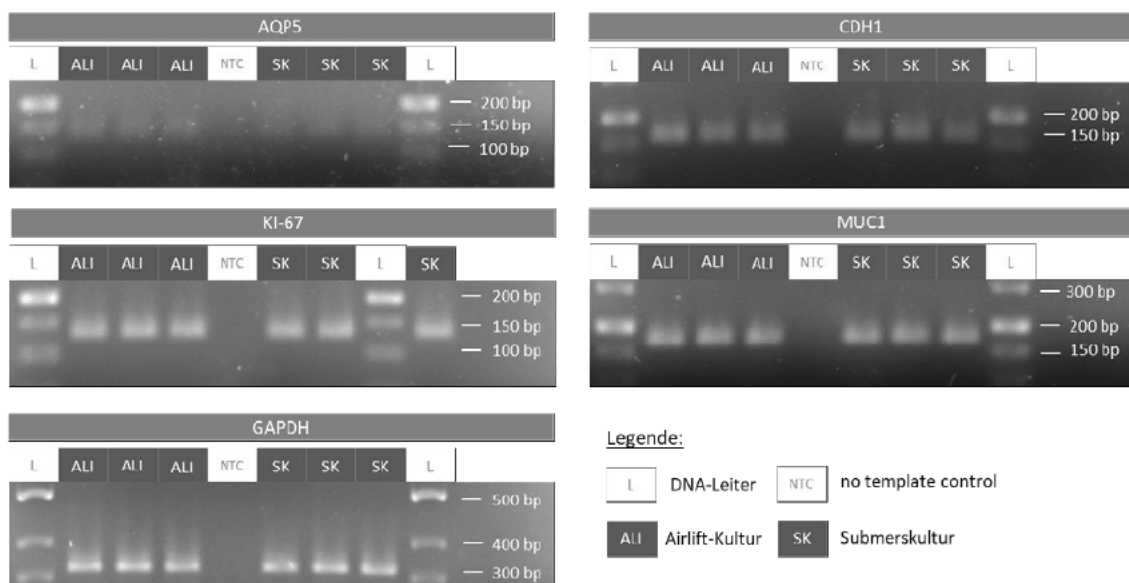 AQP5
L ALI ALI ALI NTC SK SK SK L
200 bp
150 bp
100 bp
CDH1
L ALI ALI ALI NTC SK SK SK L
200 bp
150 bp
KI-67
L ALI ALI ALI NTC SK SK L SK
200 bp
150 bp
100 bp
MUC1
L ALI ALI ALI NTC SK SK SK L
300 bp
200 bp
150 bp
GAPDH
L ALI ALI ALI NTC SK SK SK L
500 bp
400 bp
300 bp
Legende:
L DNA-Leiter NTC no template control
ALI Airlift-Kultur SK Submerskultur